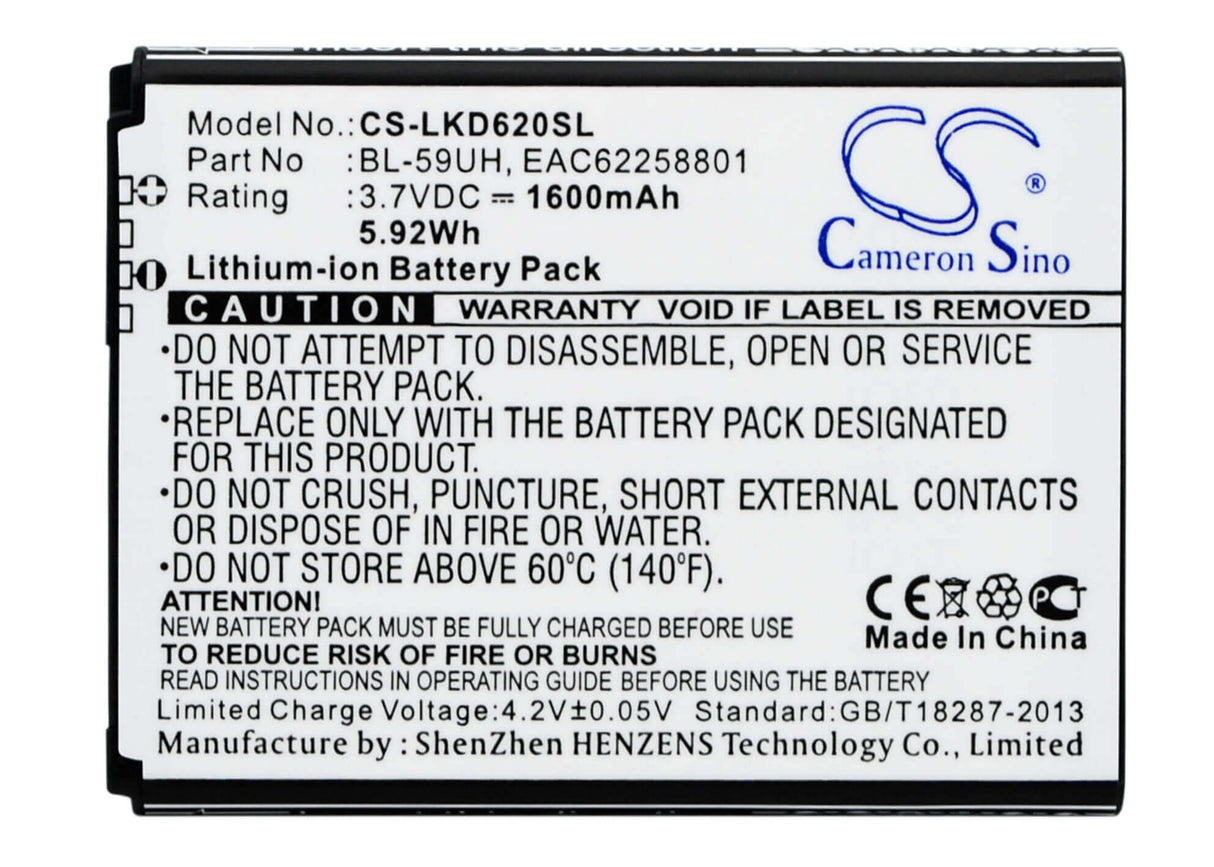 Insert this direction
Model No.:CS-LKD620SL
Part No :BL-59UH, EAC62258801
Rating :3.7VDC ⎓ 1600mAh
5.92Wh
Lithium-ion Battery Pack
CS®
Cameron Sino
CAUTION WARRANTY VOID IF LABEL IS REMOVED
•DO NOT ATTEMPT TO DISASSEMBLE, OPEN OR SERVICE
THE BATTERY PACK.
•REPLACE ONLY WITH THE BATTERY PACK DESIGNATED
FOR THIS PRODUCT.
•DO NOT CRUSH, PUNCTURE, SHORT EXTERNAL CONTACTS
OR DISPOSE OF IN FIRE OR WATER.
•DO NOT STORE ABOVE 60°C (140°F).
CE PCT
Made In China
ATTENTION!
NEW BATTERY PACK MUST BE FULLY CHARGED BEFORE USE
TO REDUCE RISK OF FIRE OR BURNS
READ INSTRUCTIONS IN OPERATING GUIDE BEFORE USING THE BATTERY
Limited Charge Voltage:4.2V±0.05V Standard:GB/T18287-2013
Manufacture by : ShenZhen HENZENS Technology Co., Limited